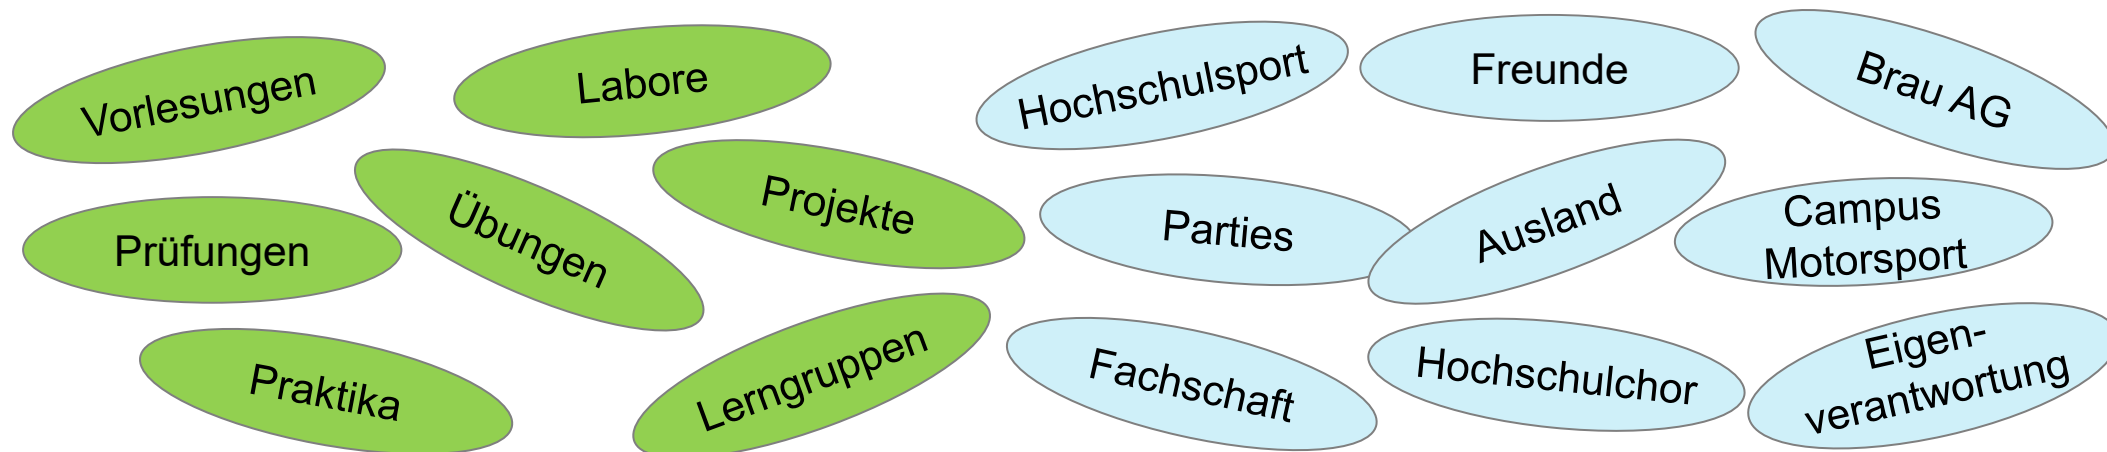 Vorlesungen
Labore
Hochschulsport
Freunde
Brau AG
Prüfungen
Übungen
Projekte
Parties
Ausland
Campus
Motorsport
Praktika
Lerngruppen
Fachschaft
Hochschulchor
Eigen-
verantwortung